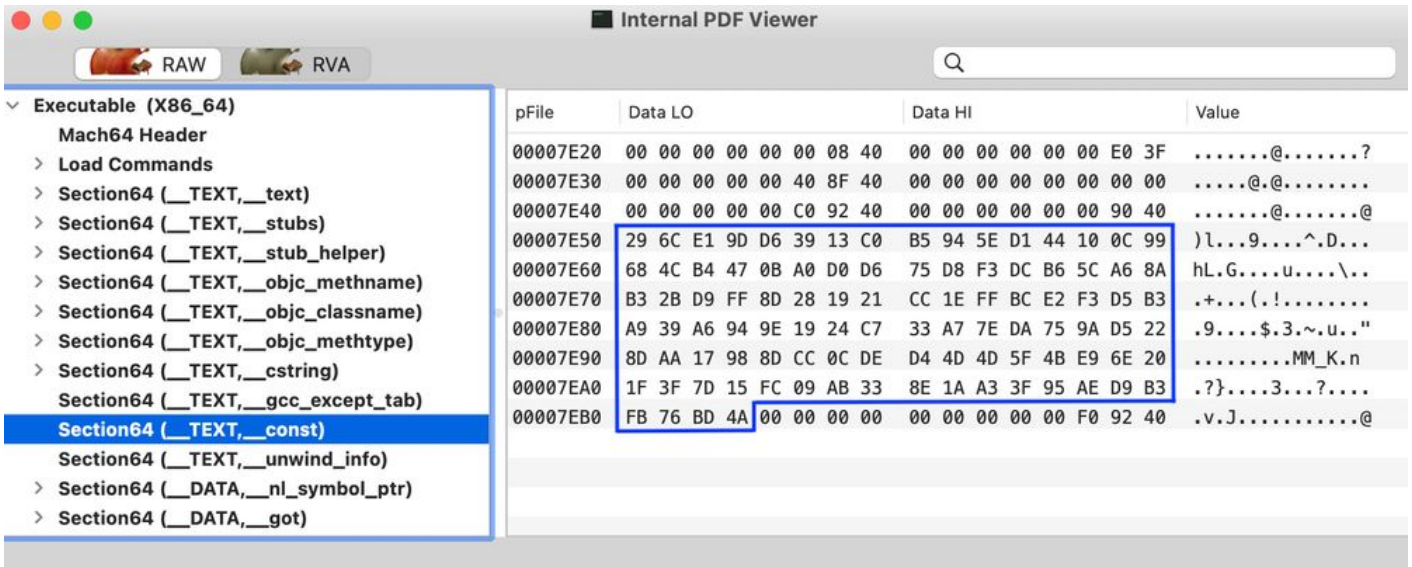 Internal PDF Viewer
RAW RVA
Executable (X86_64)
Mach64 Header
Load Commands
Section64 (__TEXT,__text)
Section64 (__TEXT,__stubs)
Section64 (__TEXT,__stub_helper)
Section64 (__TEXT,__objc_methname)
Section64 (__TEXT,__objc_classname)
Section64 (__TEXT,__objc_methtype)
Section64 (__TEXT,__cstring)
Section64 (__TEXT,__gcc_except_tab)
Section64 (__TEXT,__const)
Section64 (__TEXT,__unwind_info)
Section64 (__DATA,__nl_symbol_ptr)
Section64 (__DATA,__got)
pFile Data LO Data HI Value
00007E20 00 00 00 00 00 00 08 40 00 00 00 00 00 00 E0 3F .......@.......?
00007E30 00 00 00 00 00 40 8F 40 00 00 00 00 00 00 00 00 .....@.@........
00007E40 00 00 00 00 00 C0 92 40 00 00 00 00 00 00 90 40 .......@.......@
00007E50 29 6C E1 9D D6 39 13 C0 B5 94 5E D1 44 10 0C 99 )l...9....^.D...
00007E60 68 4C B4 47 0B A0 D0 D6 75 D8 F3 DC B6 5C A6 8A hL.G....u....\..
00007E70 B3 2B D9 FF 8D 28 19 21 CC 1E FF BC E2 F3 D5 B3 .+...(.!........
00007E80 A9 39 A6 94 9E 19 24 C7 33 A7 7E DA 75 9A D5 22 .9....$.3.~.u.."
00007E90 8D AA 17 98 8D CC 0C DE D4 4D 4D 5F 4B E9 6E 20 .........MM_K.n
00007EA0 1F 3F 7D 15 FC 09 AB 33 8E 1A A3 3F 95 AE D9 B3 .?}....3...?....
00007EB0 FB 76 BD 4A 00 00 00 00 00 00 00 00 00 F0 92 40 .v.J...........@